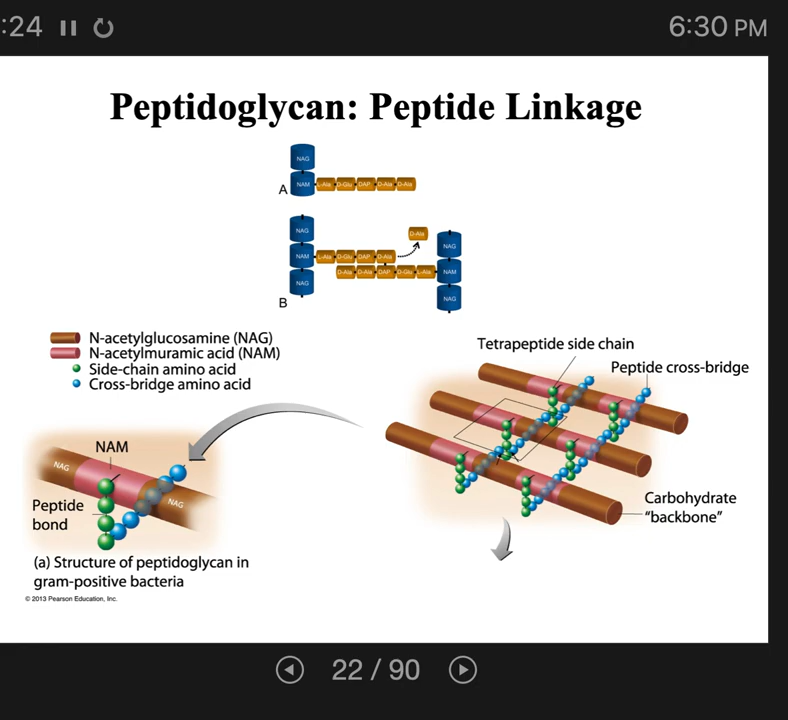 :24
6:30 PM
Peptidoglycan: Peptide Linkage
NAG
A
NAM L-Ala D-Glu DAP D-Ala D-Ala
NAG
D-Ala
NAG
NAM L-Ala D-Glu DAP D-Ala
D-Ala D-Ala DAP D-Glu L-Ala NAM
NAG
B
NAG
N-acetylglucosamine (NAG)
N-acetylmuramic acid (NAM)
Side-chain amino acid
Cross-bridge amino acid
Tetrapeptide side chain
Peptide cross-bridge
NAM
NAG
NAG
Peptide
bond
Carbohydrate
“backbone”
(a) Structure of peptidoglycan in
gram-positive bacteria
© 2013 Pearson Education, Inc.
22 / 90